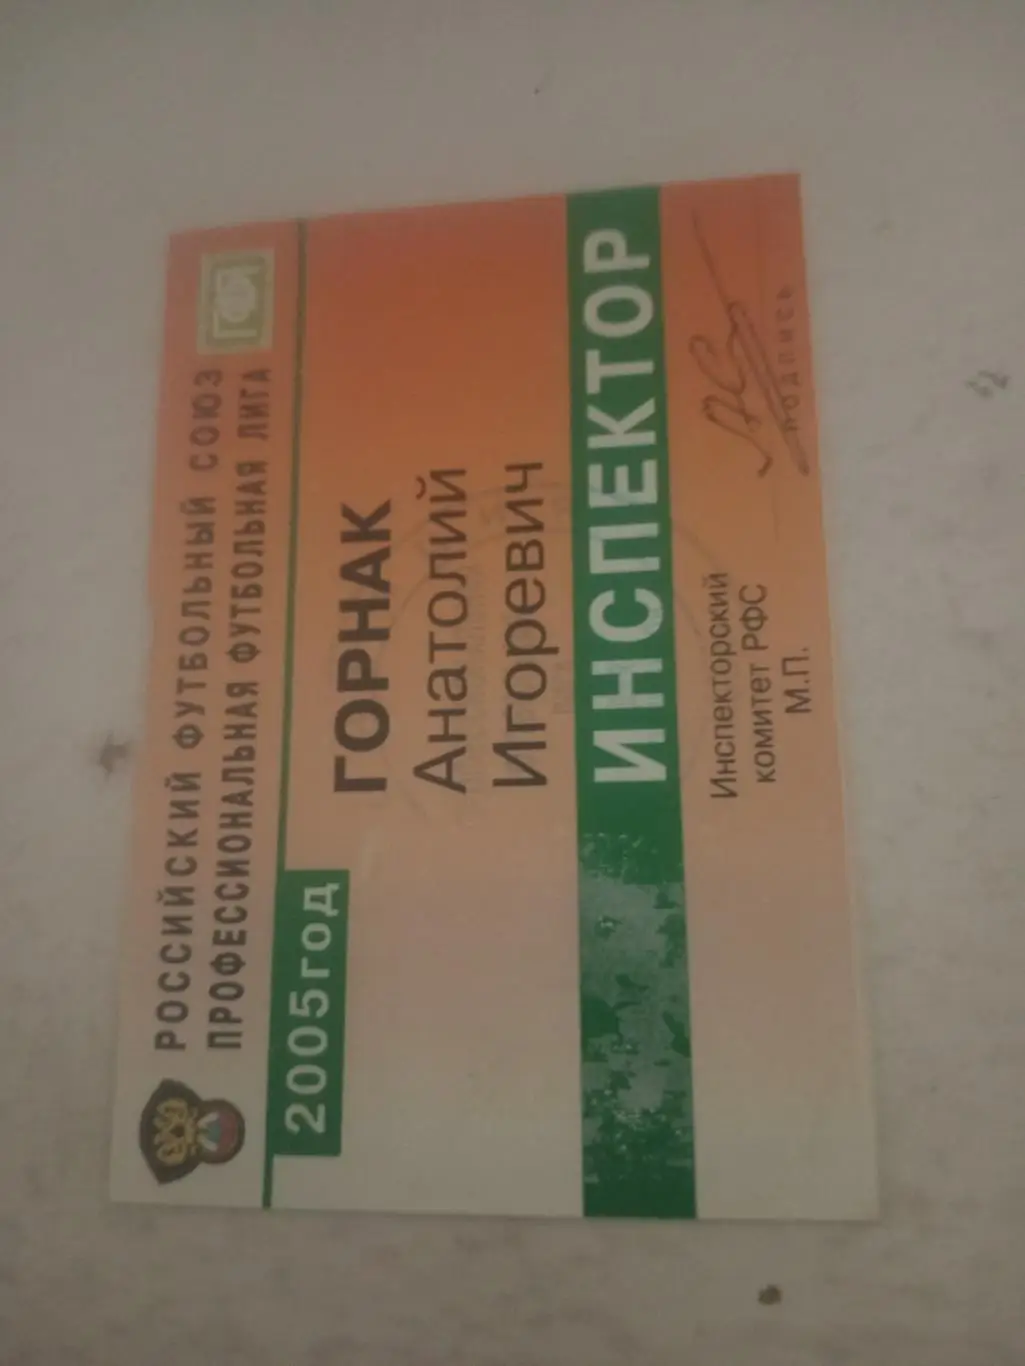 РОССИЙСКИЙ ФУТБОЛЬНЫЙ СОЮЗ
ПРОФЕССИОНАЛЬНАЯ ФУТБОЛЬНАЯ ЛИГА
2005год
ГОРНАК
Анатолий
Игоревич
ИНСПЕКТОР
Инспекторский
комитет РФС
М.П.
подпись